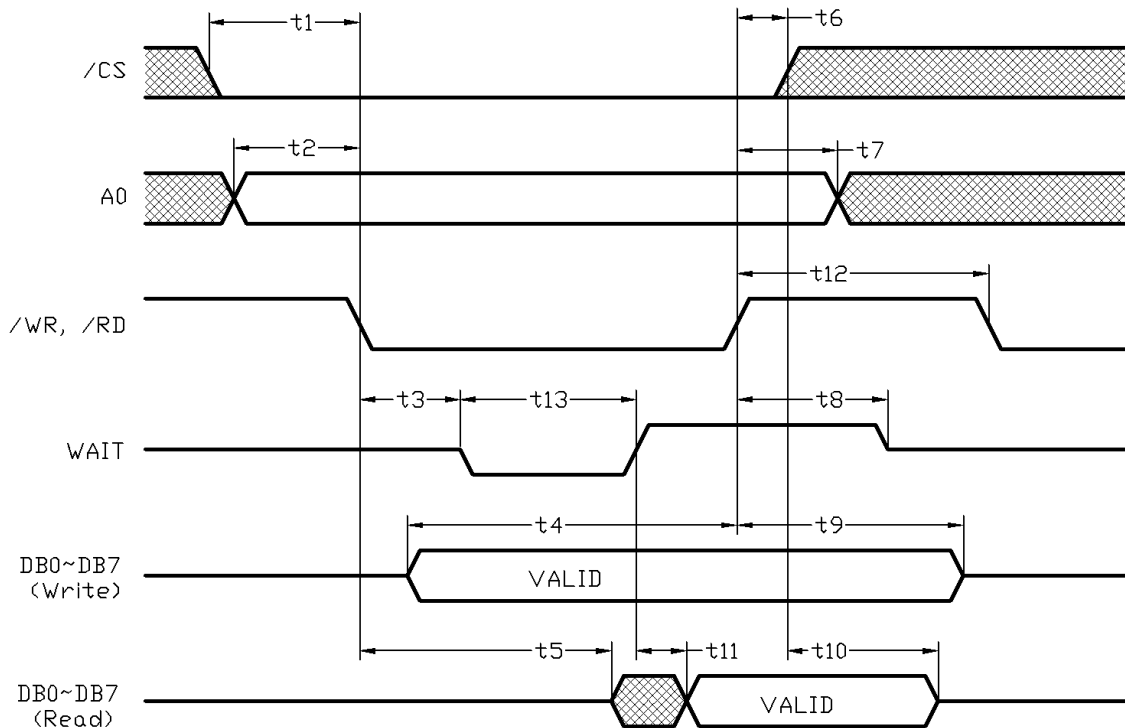 t1
t6
/CS
t2
t7
A0
t12
/WR, /RD
t3
t13
t8
WAIT
t4
t9
DB0~DB7
(Write)
VALID
t5
t11
t10
DB0~DB7
(Read)
VALID